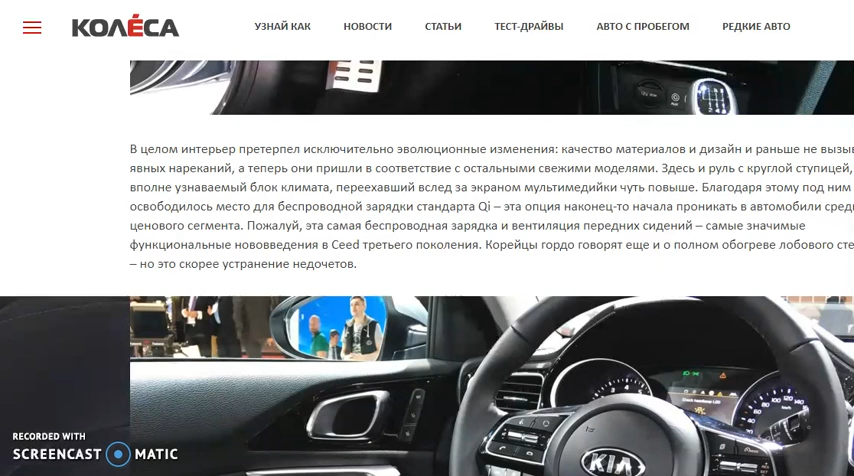 КОЛЁСА
УЗНАЙ КАК НОВОСТИ СТАТЬИ ТЕСТ-ДРАЙВЫ АВТО С ПРОБЕГОМ РЕДКИЕ АВТО
В целом интерьер претерпел исключительно эволюционные изменения: качество материалов и дизайн и раньше не вызыв
явных нареканий, а теперь они пришли в соответствие с остальными свежими моделями. Здесь и руль с круглой ступицей,
вполне узнаваемый блок климата, переехавший вслед за экраном мультимедийки чуть повыше. Благодаря этому под ним
освободилось место для беспроводной зарядки стандарта Qi – эта опция наконец-то начала проникать в автомобили сред
ценового сегмента. Пожалуй, эта самая беспроводная зарядка и вентиляция передних сидений – самые значимые
функциональные нововведения в Ceed третьего поколения. Корейцы гордо говорят еще и о полном обогреве лобового сте
– но это скорее устранение недочетов.
KIA
RECORDED WITH
SCREENCAST MATIC